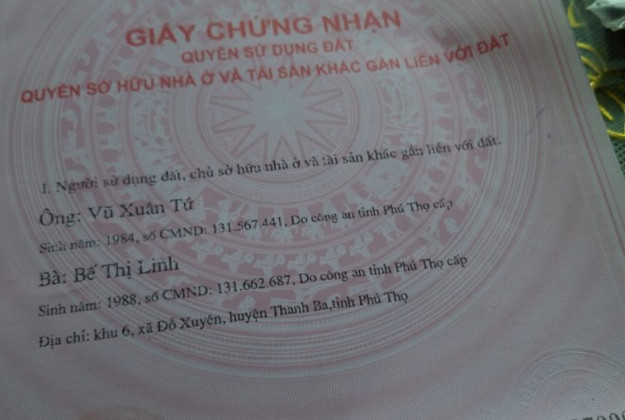 GIẤY CHỨNG NHẬN
QUYỀN SỬ DỤNG ĐẤT
QUYỀN SỞ HỮU NHÀ Ở VÀ TÀI SẢN KHÁC GẮN LIỀN VỚI ĐẤT
I. Người sử dụng đất, chủ sở hữu nhà ở và tài sản khác gắn liền với đất.
Ông: Vũ Xuân Tứ
Sinh năm: 1984, số CMND: 131.567.441, Do công an tỉnh Phú Thọ cấp
Bà: Bế Thị Linh
Sinh năm: 1988, số CMND: 131.662.687, Do công an tỉnh Phú Thọ cấp
Địa chỉ: khu 6, xã Đỗ Xuyên, huyện Thanh Ba, tỉnh Phú Thọ